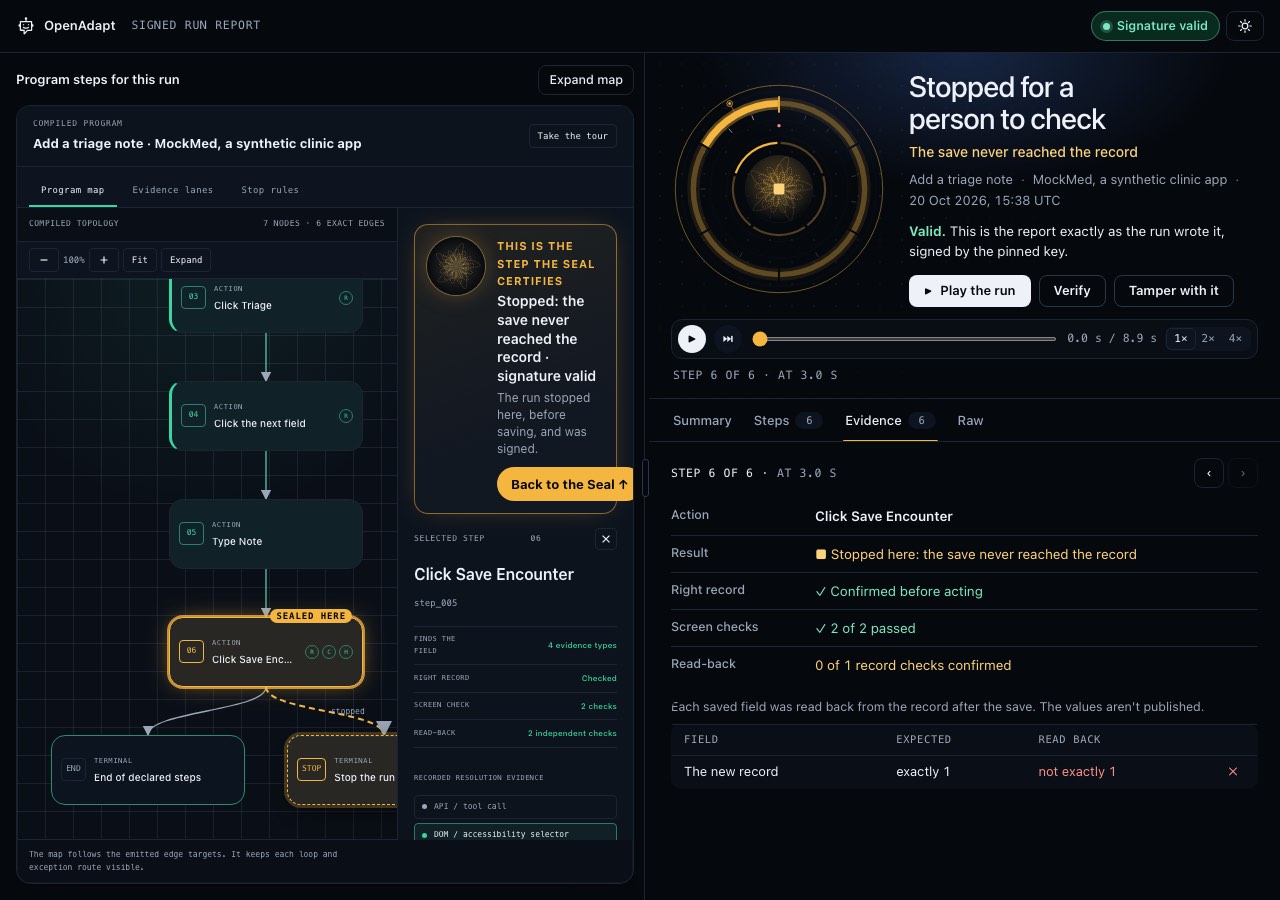 OpenAdapt SIGNED RUN REPORT
Signature valid
Program steps for this run
Expand map
COMPILED PROGRAM
Add a triage note · MockMed, a synthetic clinic app
Take the tour
Program map Evidence lanes Stop rules
COMPILED TOPOLOGY 7 NODES · 6 EXACT EDGES
− 100% + Fit Expand
03 ACTION
Click Triage R
04 ACTION
Click the next field R
05 ACTION
Type Note
SEALED HERE
06 ACTION
Click Save Enc... R C H
stopped
END TERMINAL
End of declared steps
STOP TERMINAL
Stop the run
The map follows the emitted edge targets. It keeps each loop and
exception route visible.
THIS IS THE
STEP THE SEAL
CERTIFIES
Stopped: the
save never
reached the
record ·
signature valid
The run stopped
here, before
saving, and was
signed.
Back to the Seal ↑
SELECTED STEP 06 ✕
Click Save Encounter
step_005
FINDS THE
FIELD 4 evidence types
RIGHT RECORD Checked
SCREEN CHECK 2 checks
READ-BACK 2 independent checks
RECORDED RESOLUTION EVIDENCE
API / tool call
DOM / accessibility selector
Stopped for a
person to check
The save never reached the record
Add a triage note · MockMed, a synthetic clinic app ·
20 Oct 2026, 15:38 UTC
Valid. This is the report exactly as the run wrote it,
signed by the pinned key.
Play the run Verify Tamper with it
0.0 s / 8.9 s 1× 2× 4×
STEP 6 OF 6 · AT 3.0 S
Summary Steps 6 Evidence 6 Raw
STEP 6 OF 6 · AT 3.0 S ‹ ›
Action Click Save Encounter
Result Stopped here: the save never reached the record
Right record ✓ Confirmed before acting
Screen checks ✓ 2 of 2 passed
Read-back 0 of 1 record checks confirmed
Each saved field was read back from the record after the save. The values aren't published.
FIELD EXPECTED READ BACK
The new record exactly 1 not exactly 1 ✕